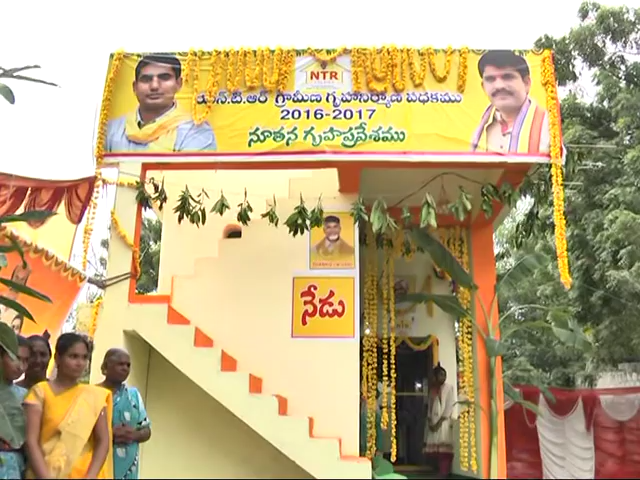 NTR
ఎన్.టి.ఆర్ గ్రామీణ గృహనిర్మాణ పథకము
2016-2017
నూతన గృహప్రవేశము
నేడు